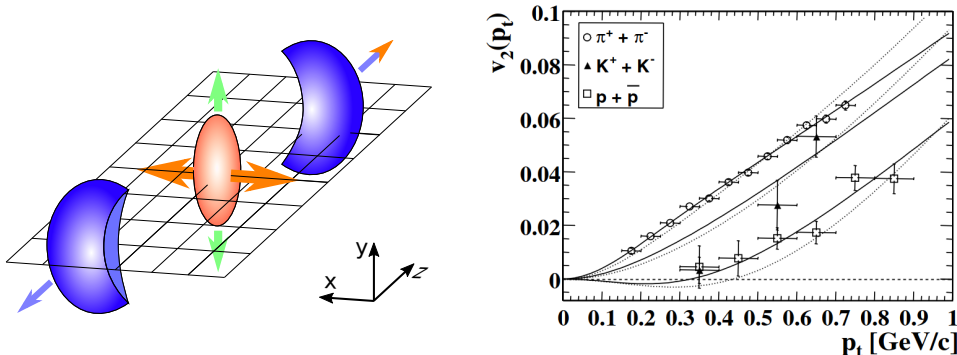 y
x
z
v2(pt)
0.1
0.08
0.06
0.04
0.02
0
π+ + π-
K+ + K-
p + p̅
0 0.1 0.2 0.3 0.4 0.5 0.6 0.7 0.8 0.9 1
pt [GeV/c]